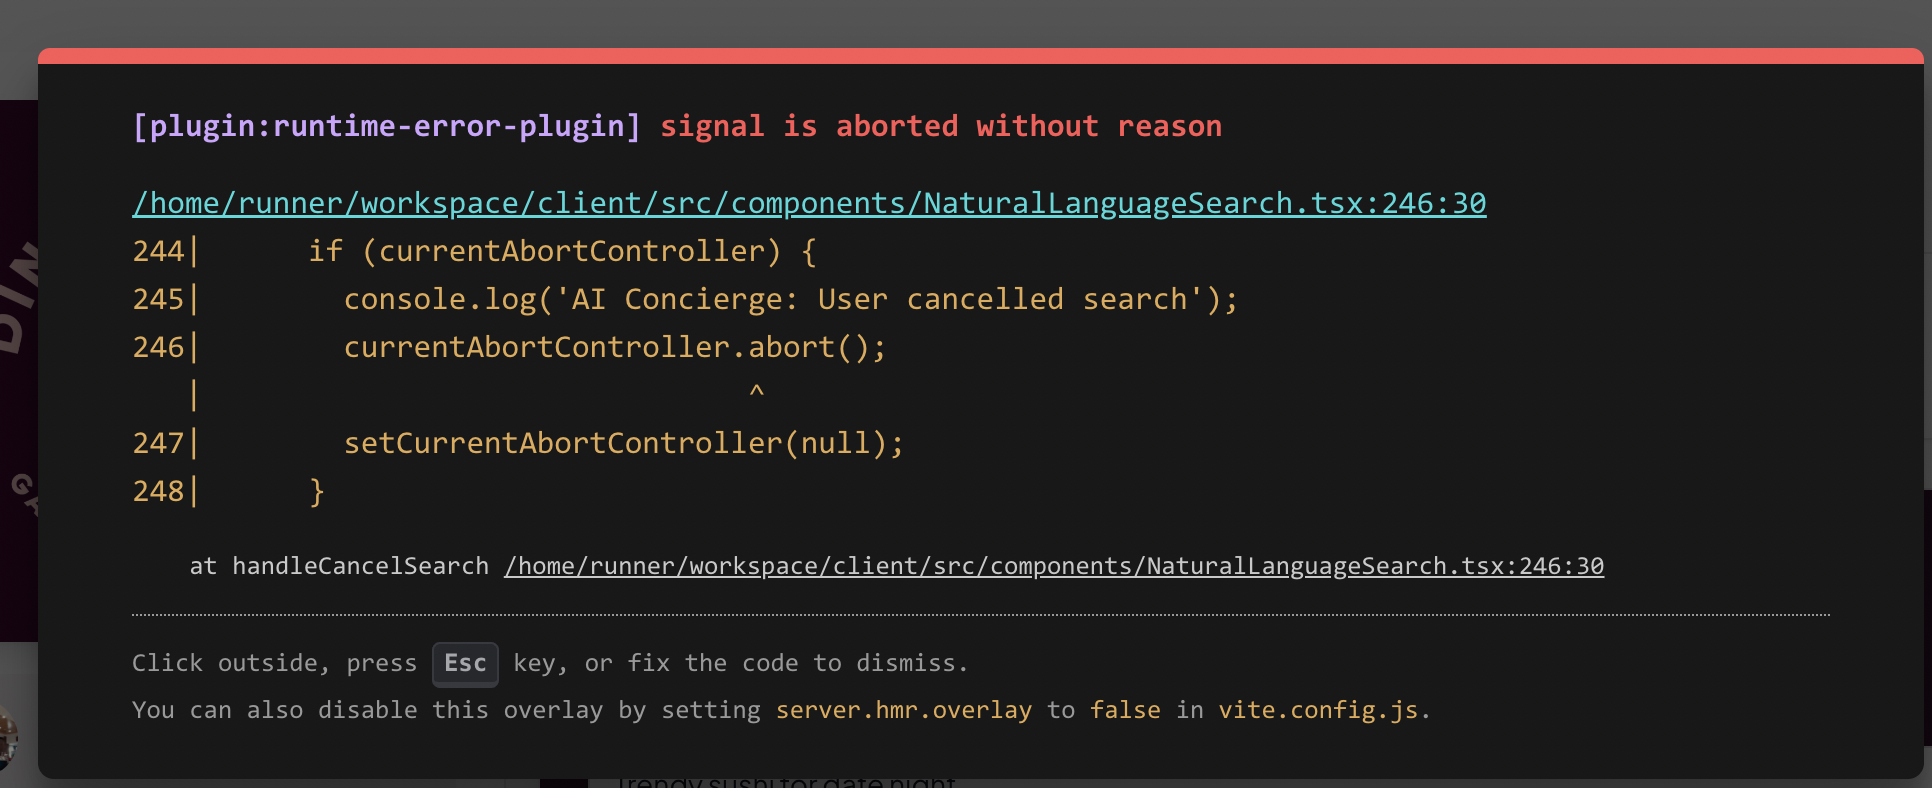 [plugin:runtime-error-plugin] signal is aborted without reason
/home/runner/workspace/client/src/components/NaturalLanguageSearch.tsx:246:30
244|      if (currentAbortController) {
245|        console.log('AI Concierge: User cancelled search');
246|        currentAbortController.abort();
   |                               ^
247|        setCurrentAbortController(null);
248|      }
at handleCancelSearch /home/runner/workspace/client/src/components/NaturalLanguageSearch.tsx:246:30
Click outside, press Esc key, or fix the code to dismiss.
You can also disable this overlay by setting server.hmr.overlay to false in vite.config.js.
DIN
GA
Trendy sushi for date night